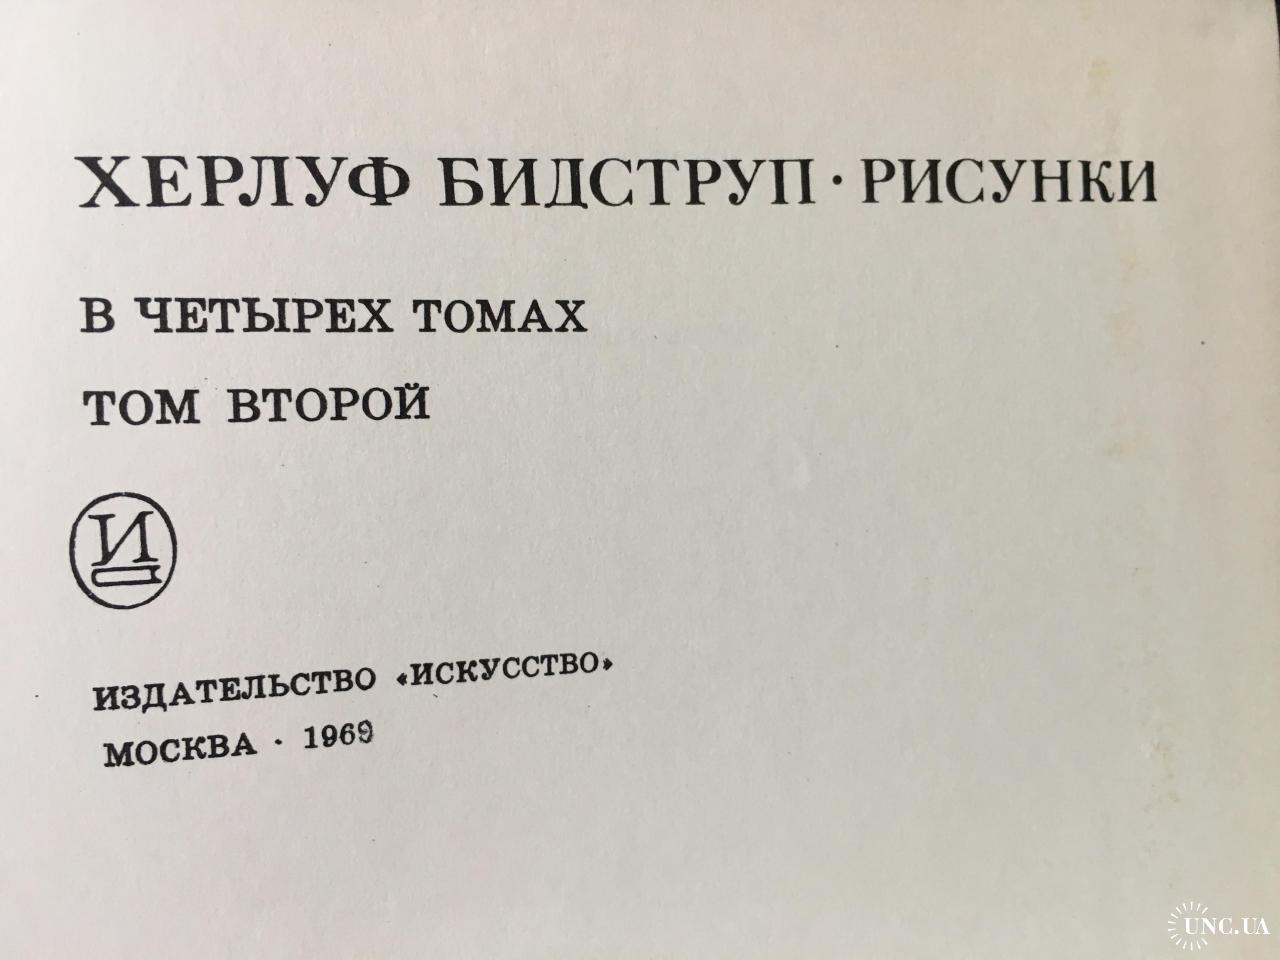 ХЕРЛУФ БИДСТРУП · РИСУНКИ
В ЧЕТЫРЕХ ТОМАХ
ТОМ ВТОРОЙ
И
ИЗДАТЕЛЬСТВО «ИСКУССТВО»
МОСКВА · 1969
UNC.UA